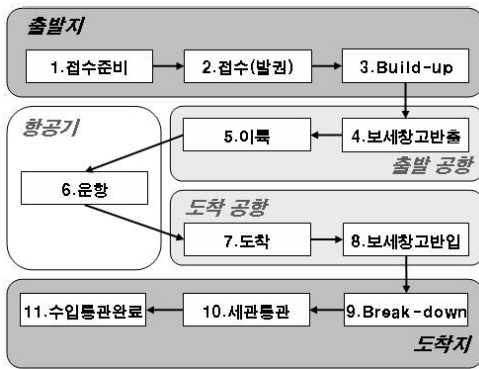 출발지
1.접수준비
2.접수(발권)
3.Build-up
항공기
5.이륙
4.보세창고반출
출발 공항
6.운항
도착 공항
7.도착
8.보세창고반입
11.수입통관완료
10.세관통관
9.Break-down
도착지